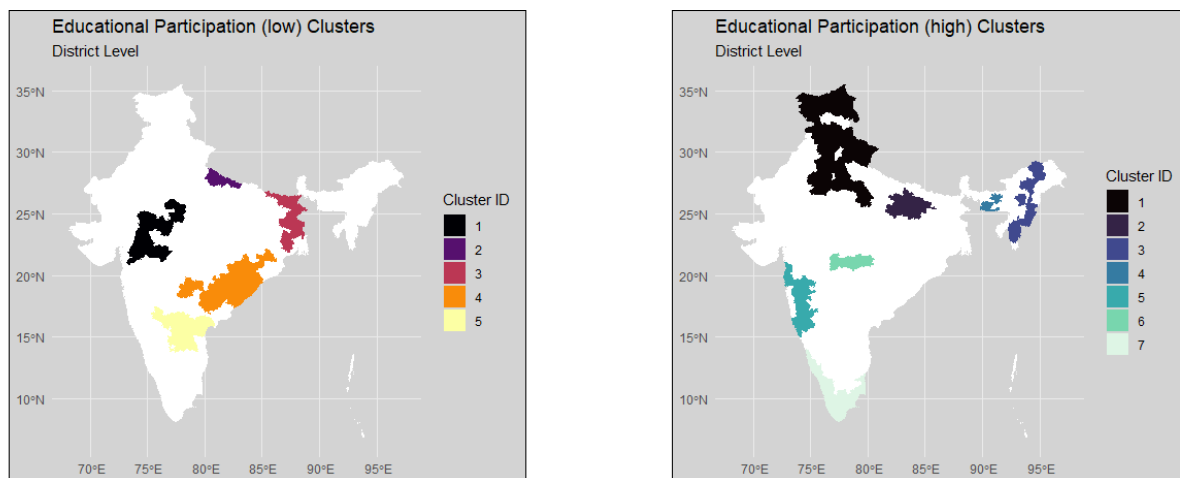 Educational Participation (low) Clusters
District Level
35°N
30°N
25°N
20°N
15°N
10°N
70°E 75°E 80°E 85°E 90°E 95°E
Cluster ID
1
2
3
4
5
Educational Participation (high) Clusters
District Level
35°N
30°N
25°N
20°N
15°N
10°N
70°E 75°E 80°E 85°E 90°E 95°E
Cluster ID
1
2
3
4
5
6
7